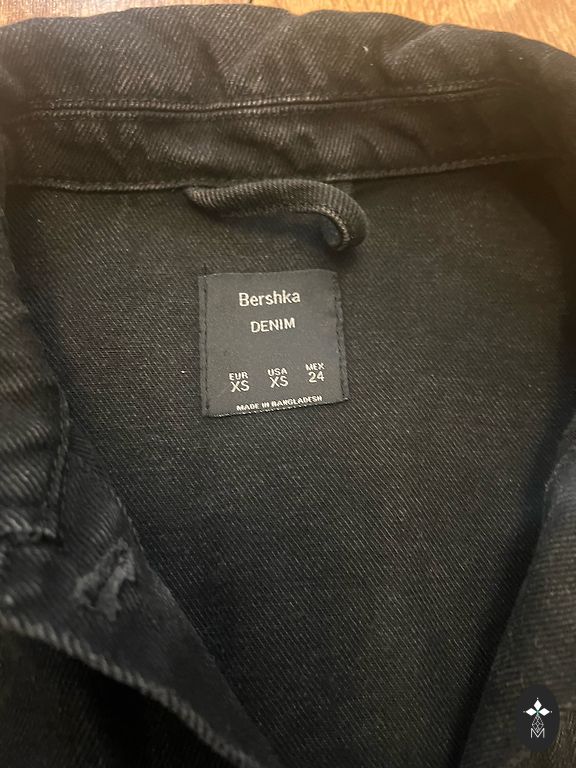 Bershka
DENIM
EUR USA MEX
XS XS 24
MADE IN BANGLADESH
M